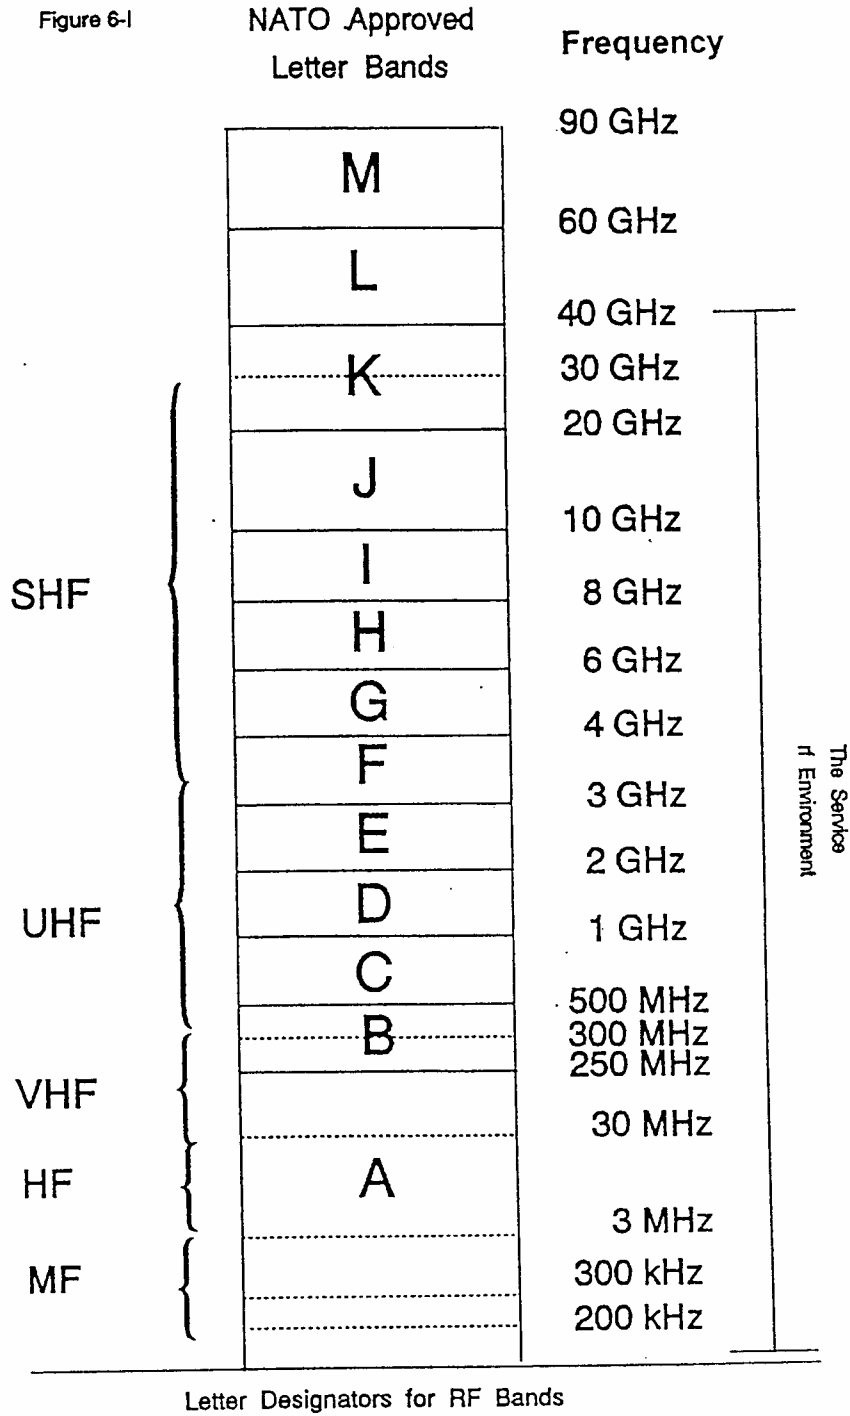 Figure 6-I
NATO Approved
Letter Bands
Frequency
90 GHz
M
60 GHz
L
40 GHz
K
30 GHz
20 GHz
J
10 GHz
SHF
I
8 GHz
H
6 GHz
G
4 GHz
F
3 GHz
E
2 GHz
UHF
D
1 GHz
C
500 MHz
B
300 MHz
250 MHz
VHF
30 MHz
HF
A
3 MHz
MF
300 kHz
200 kHz
The Service
rf Environment
Letter Designators for RF Bands